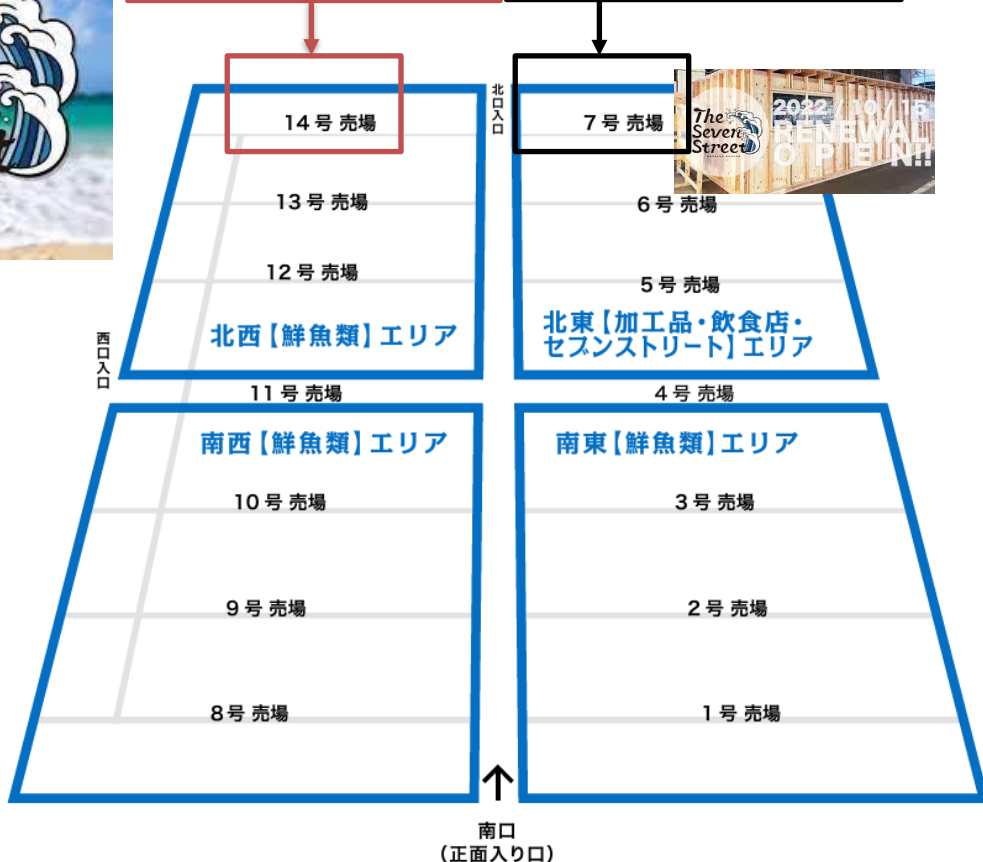 14号 売場
北口入口
7号 売場
The
Seven
Street
2022/10/15
RENEWAL
OPEN!!
13号 売場
6号 売場
12号 売場
5号 売場
北西【鮮魚類】エリア
北東【加工品・飲食店・
セブンストリート】エリア
西口入口
11号 売場
4号 売場
南西【鮮魚類】エリア
南東【鮮魚類】エリア
10号 売場
3号 売場
9号 売場
2号 売場
8号 売場
1号 売場
南口
（正面入り口）